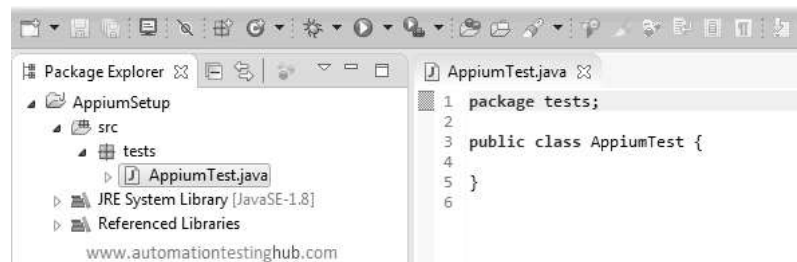 Package Explorer
AppiumSetup
src
tests
AppiumTest.java
JRE System Library [JavaSE-1.8]
Referenced Libraries
www.automationtestinghub.com
AppiumTest.java
1 package tests;
2
3 public class AppiumTest {
4
5 }
6